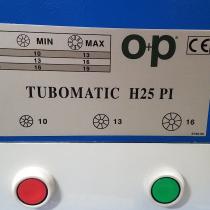 MIN MAX
10 13
13 16
16 19
o+p CE
TUBOMATIC H25 PI
10 13 16